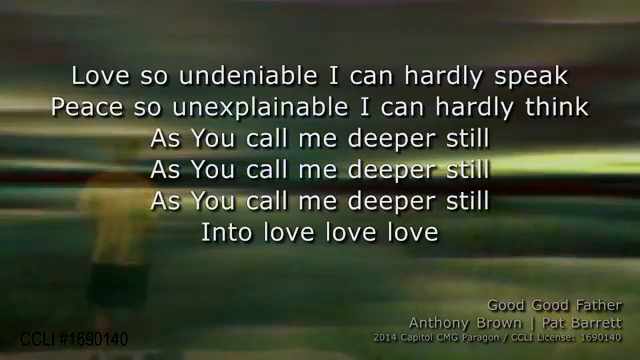 Love so undeniable I can hardly speak
Peace so unexplainable I can hardly think
As You call me deeper still
As You call me deeper still
As You call me deeper still
Into love love love
Good Good Father
Anthony Brown | Pat Barrett
2014 Capitol CMG Paragon / CCLI License: 1690140
CCLI #1690140